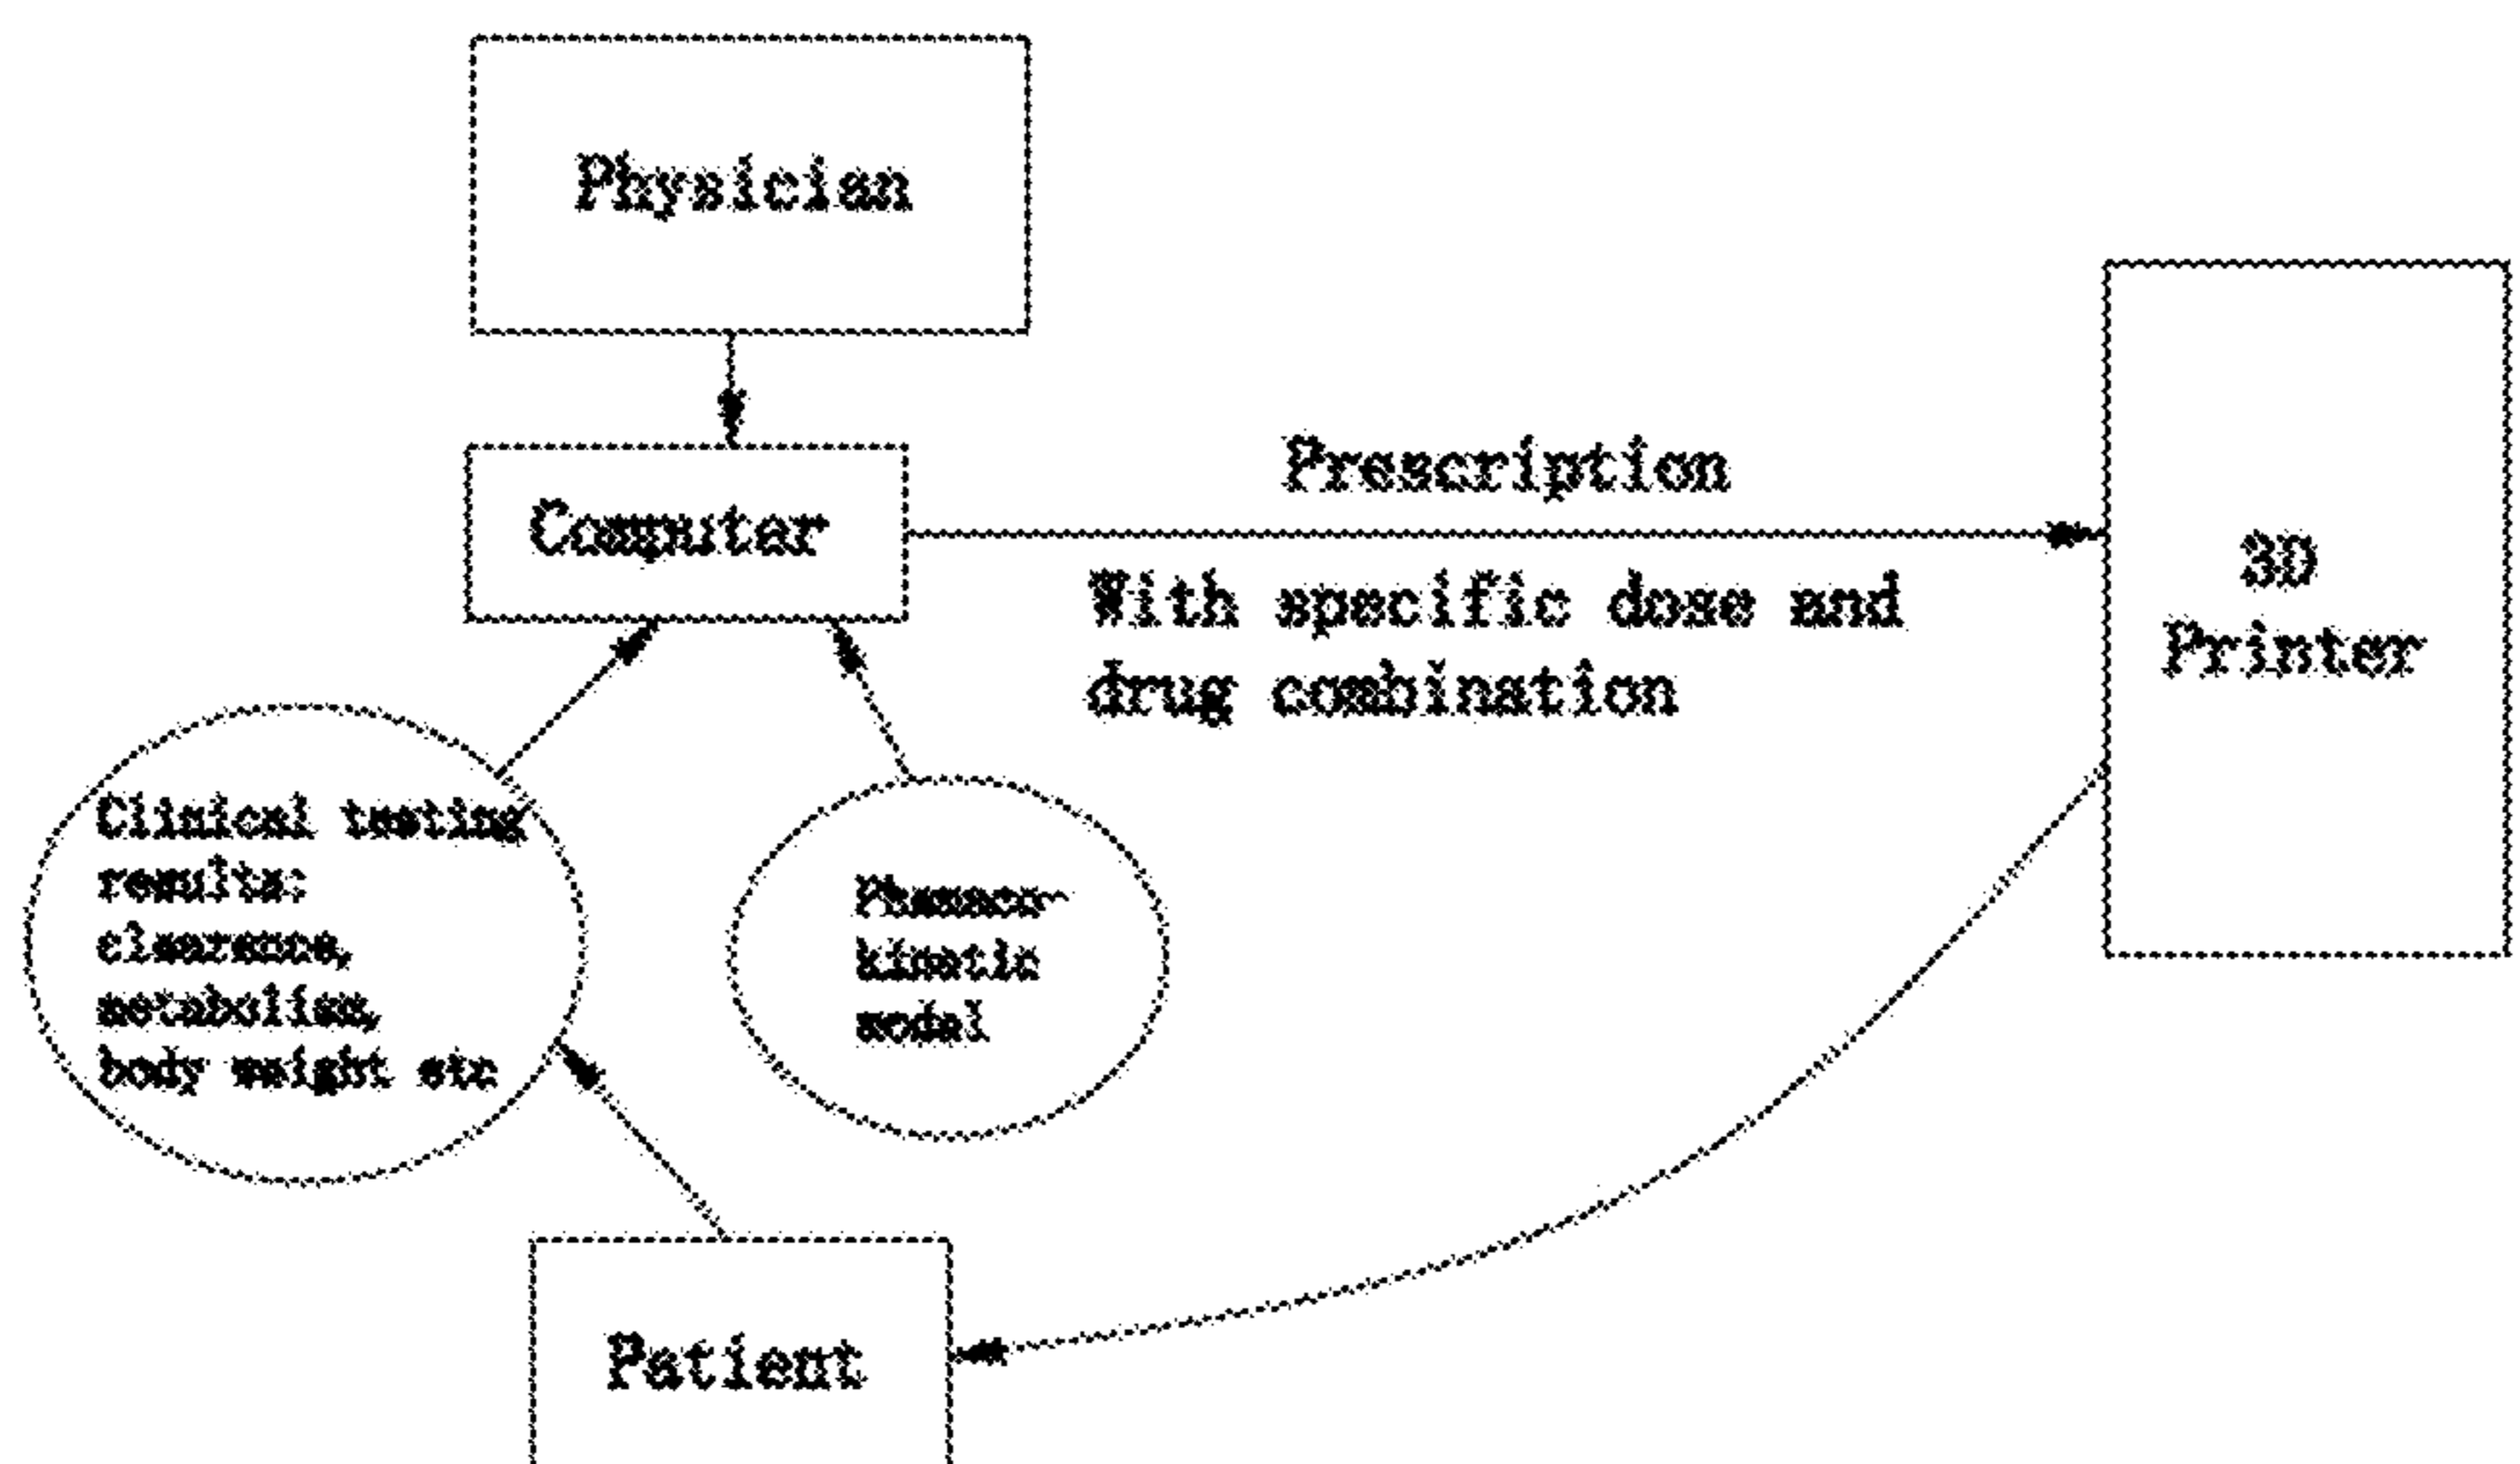 Physician
Computer
Prescription
With specific dose and
drug combination
3D
Printer
Clinical testing
results:
clearance,
metabolism,
body weight etc
kinetic
model
Patient